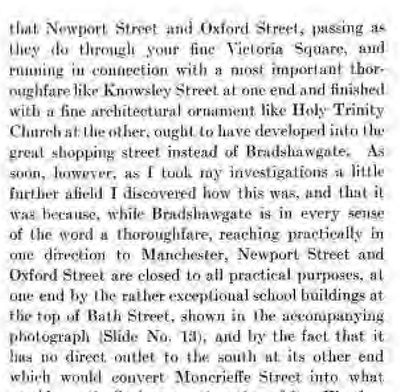 that Newport Street and Oxford Street, passing as
they do through your fine Victoria Square, and
running in connection with a most important thor-
oughfare like Knowsley Street at one end and finished
with a fine architectural ornament like Holy Trinity
Church at the other, ought to have developed into the
great shopping street instead of Bradshawgate. As
soon, however, as I took my investigations a little
further afield I discovered how this was, and that it
was because, while Bradshawgate is in every sense
of the word a thoroughfare, reaching practically in
one direction to Manchester, Newport Street and
Oxford Street are closed to all practical purposes, at
one end by the rather exceptional school buildings at
the top of Bath Street, shown in the accompanying
photograph (Slide No. 13), and by the fact that it
has no direct outlet to the south at its other end
which would convert Moncrieffe Street into what